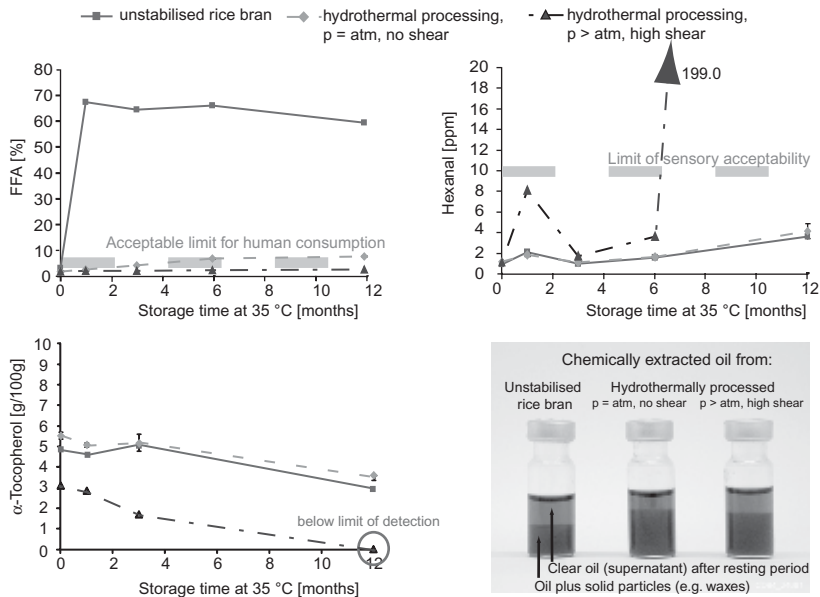 unstabilised rice bran
hydrothermal processing,
p = atm, no shear
hydrothermal processing,
p > atm, high shear
80
70
60
50
40
30
20
10
0
FFA [%]
Acceptable limit for human consumption
0 2 4 6 8 10 12
Storage time at 35 °C [months]
20
18
16
14
12
10
8
6
4
2
0
Hexanal [ppm]
199.0
Limit of sensory acceptability
0 2 4 6 8 10 12
Storage time at 35 °C [months]
10
9
8
7
6
5
4
3
2
1
0
α-Tocopherol [g/100g]
below limit of detection
0 2 4 6 8 10 12
Storage time at 35 °C [months]
Chemically extracted oil from:
Unstabilised
rice bran
Hydrothermally processed
p = atm, no shear p > atm, high shear
Clear oil (supernatant) after resting period
Oil plus solid particles (e.g. waxes)